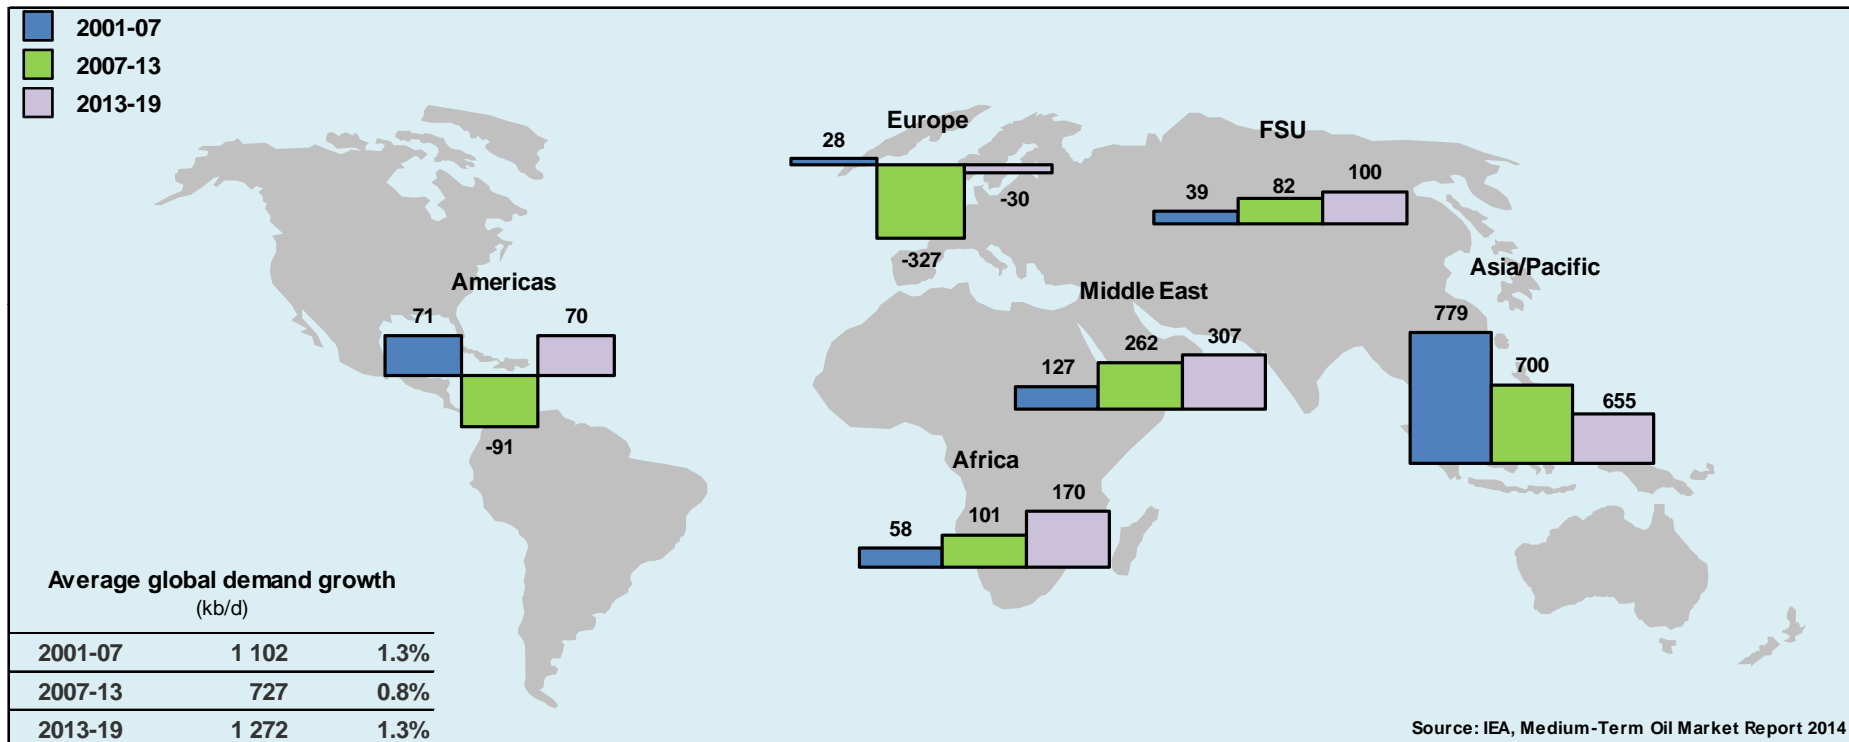 2001-07
2007-13
2013-19
Europe
28
-327
-30
FSU
39
82
100
Americas
71
-91
70
Middle East
127
262
307
Asia/Pacific
779
700
655
Africa
58
101
170
Average global demand growth
(kb/d)
2001-07 1 102 1.3%
2007-13 727 0.8%
2013-19 1 272 1.3%
Source: IEA, Medium-Term Oil Market Report 2014